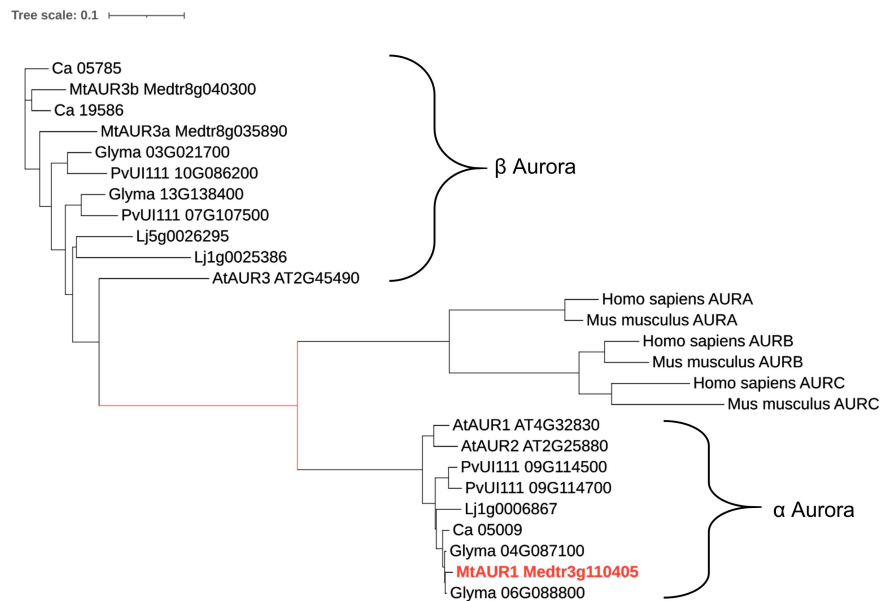 Tree scale: 0.1
Ca 05785
MtAUR3b Medtr8g040300
Ca 19586
MtAUR3a Medtr8g035890
Glyma 03G021700
PvUI111 10G086200
β Aurora
Glyma 13G138400
PvUI111 07G107500
Lj5g0026295
Lj1g0025386
AtAUR3 AT2G45490
Homo sapiens AURA
Mus musculus AURA
Homo sapiens AURB
Mus musculus AURB
Homo sapiens AURC
Mus musculus AURC
AtAUR1 AT4G32830
AtAUR2 AT2G25880
PvUI111 09G114500
PvUI111 09G114700
Lj1g0006867
α Aurora
Ca 05009
Glyma 04G087100
MtAUR1 Medtr3g110405
Glyma 06G088800